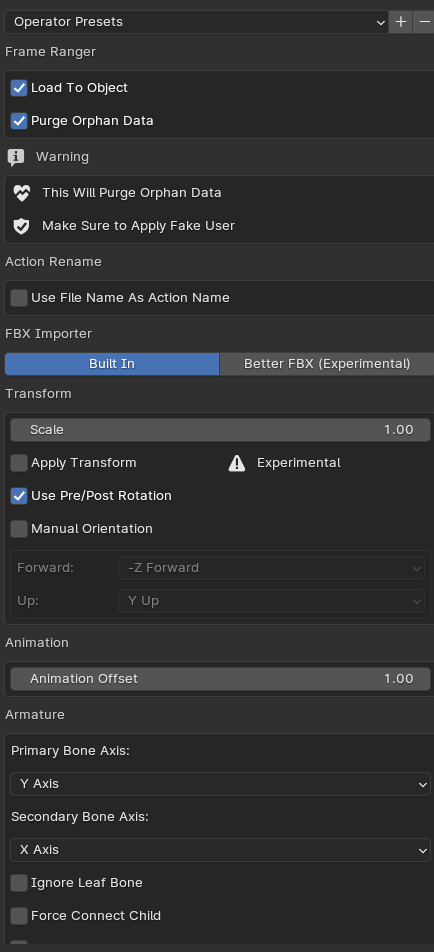 Operator Presets
Frame Ranger
Load To Object
Purge Orphan Data
Warning
This Will Purge Orphan Data
Make Sure to Apply Fake User
Action Rename
Use File Name As Action Name
FBX Importer
Built In Better FBX (Experimental)
Transform
Scale 1.00
Apply Transform Experimental
Use Pre/Post Rotation
Manual Orientation
Forward: -Z Forward
Up: Y Up
Animation
Animation Offset 1.00
Armature
Primary Bone Axis:
Y Axis
Secondary Bone Axis:
X Axis
Ignore Leaf Bone
Force Connect Child